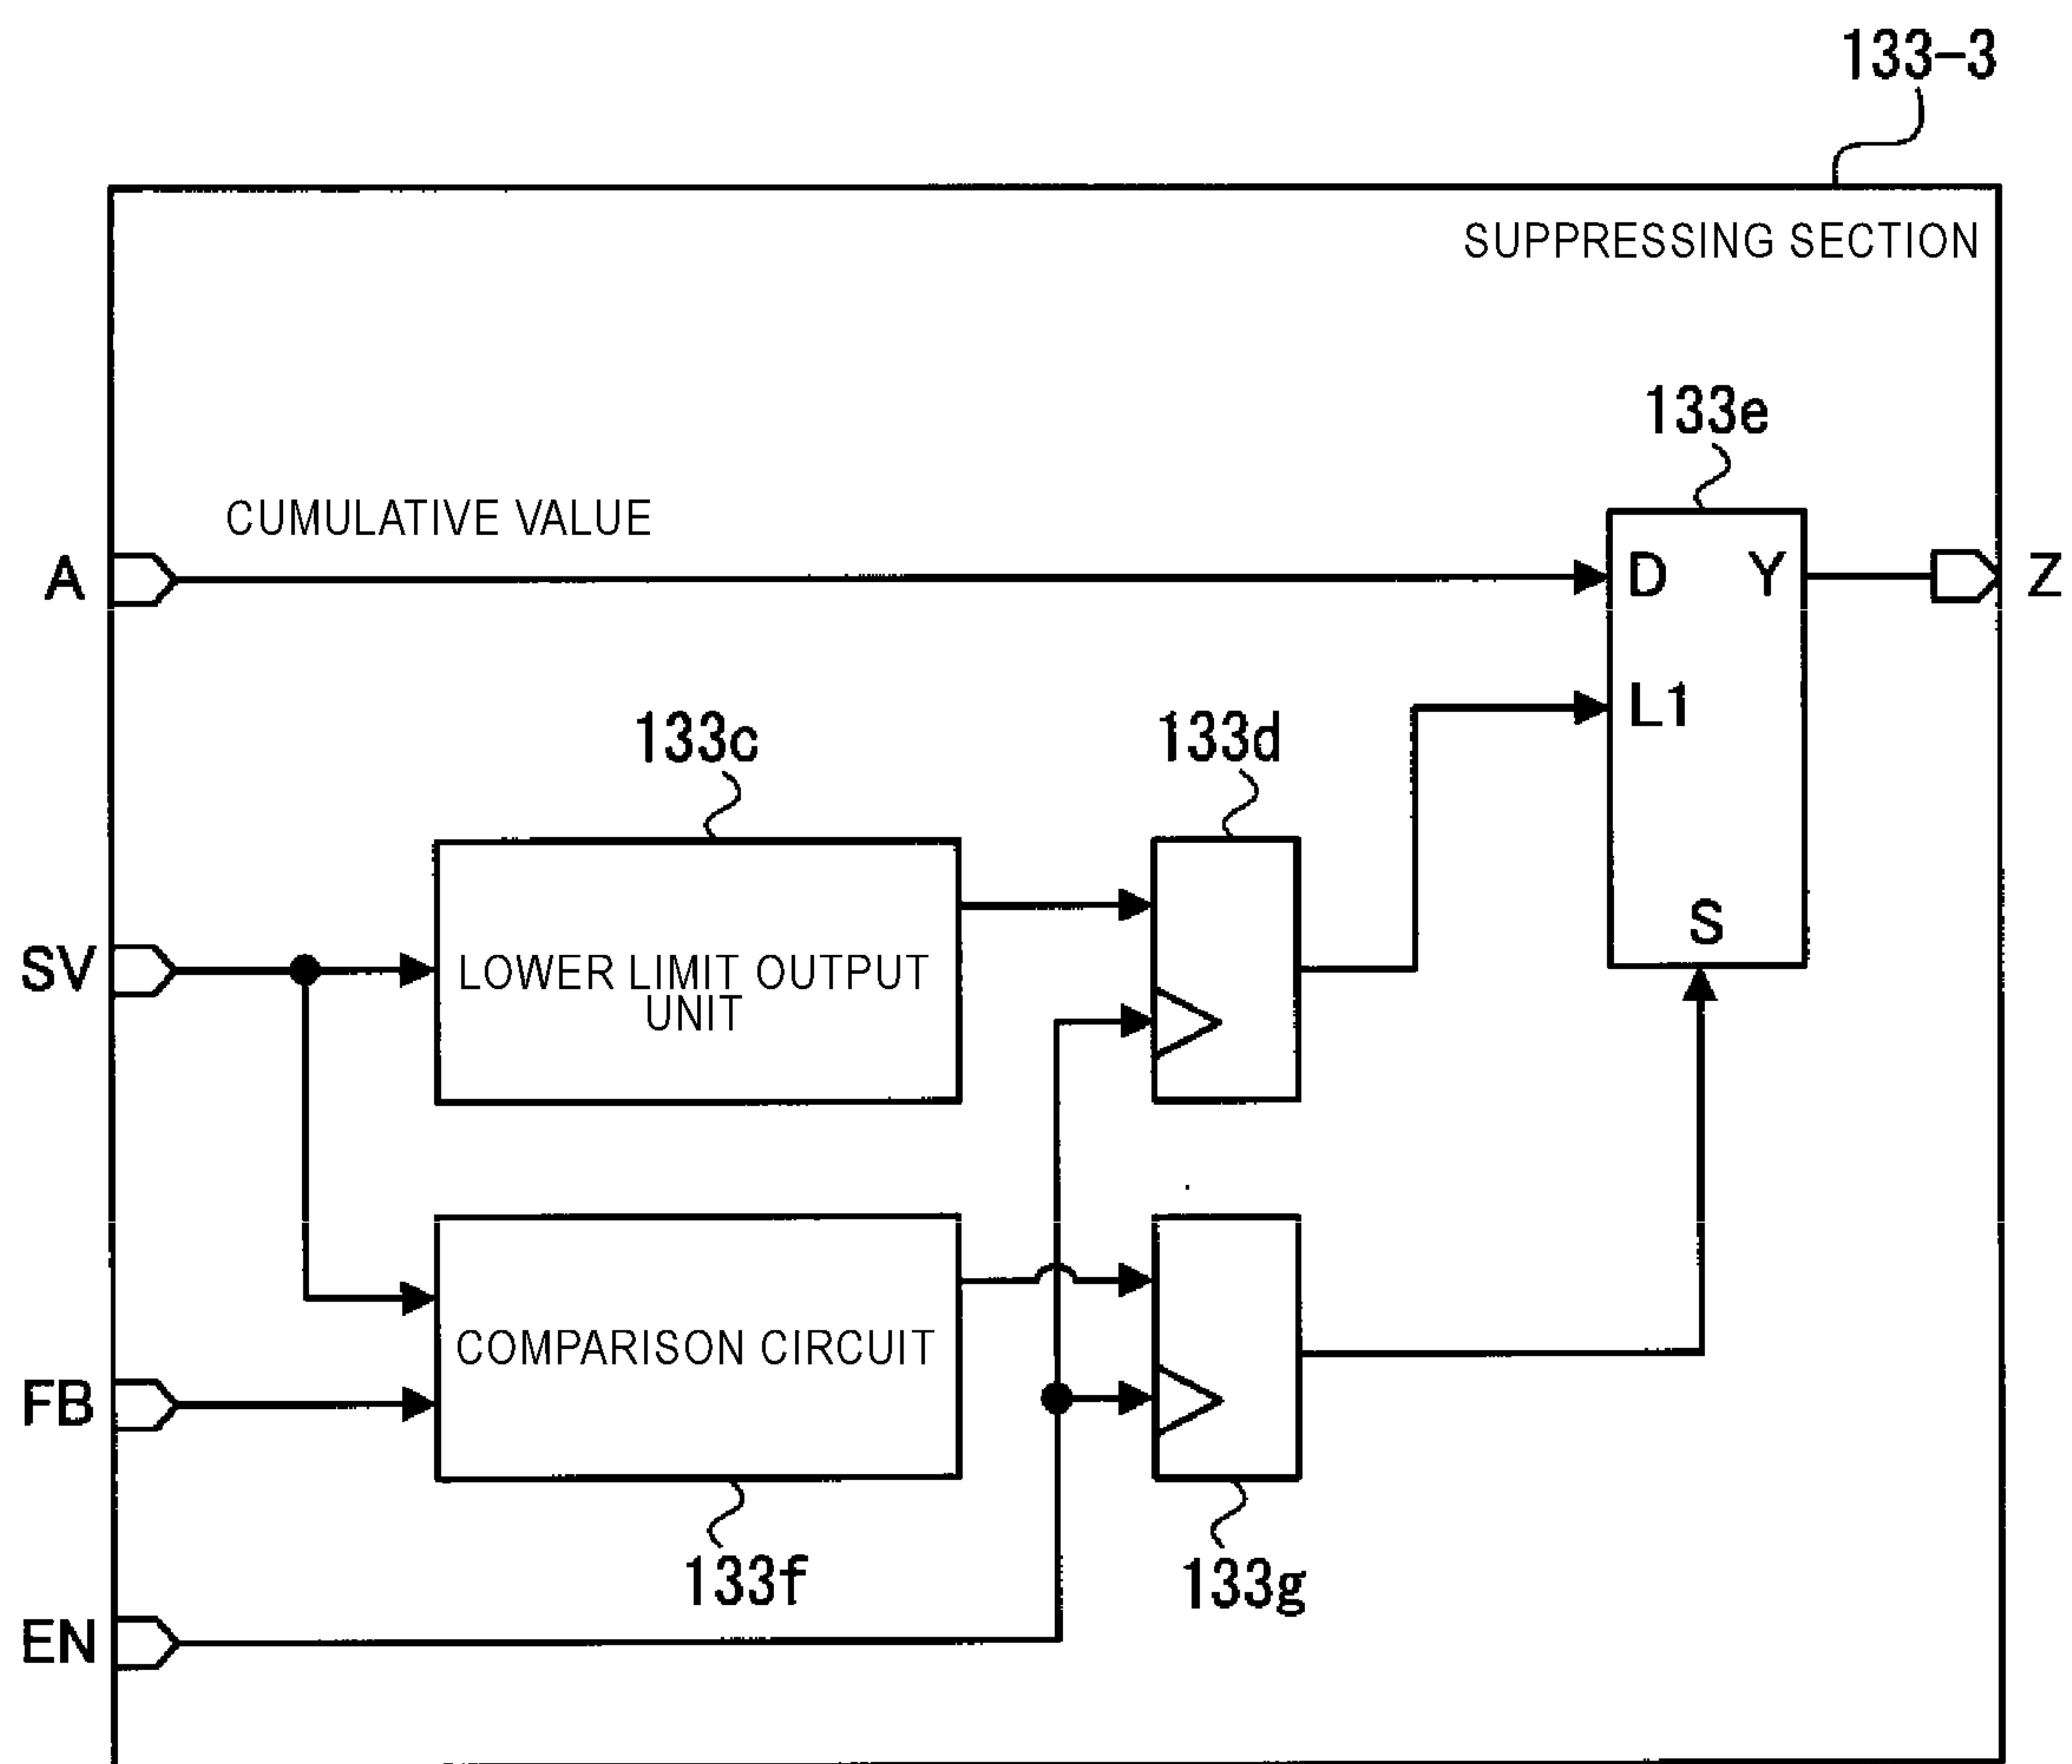 133-3
SUPPRESSING SECTION
133e
CUMULATIVE VALUE
A
D
Y
Z
L1
133c
133d
S
SV
LOWER LIMIT OUTPUT
UNIT
COMPARISON CIRCUIT
FB
133f
133g
EN